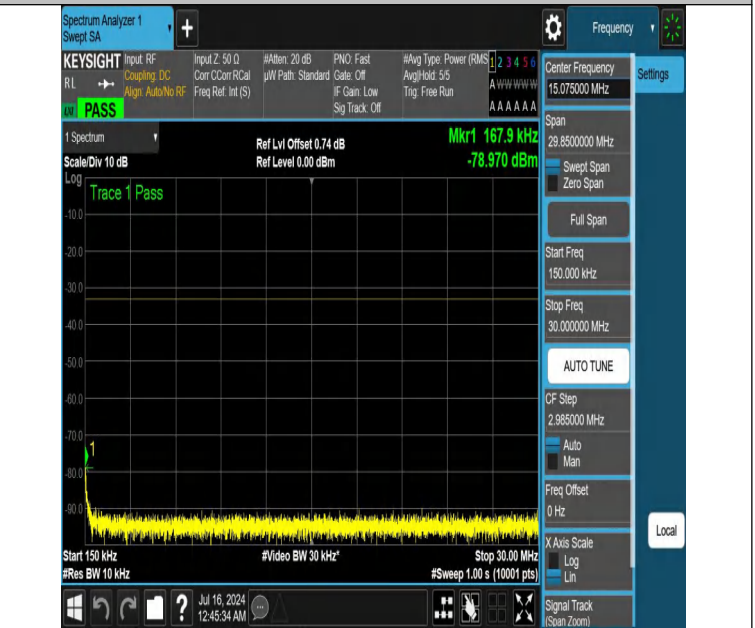 Spectrum Analyzer 1
Swept SA
+
Frequency
KEYSIGHT
RL
PASS
Input: RF
Coupling: DC
Align: Auto/No RF
Input Z: 50 Ω
Corr CCorr RCal
Freq Ref: Int (S)
#Atten: 20 dB
µW Path: Standard
PNO: Fast
Gate: Off
IF Gain: Low
Sig Track: Off
#Avg Type: Power (RMS
Avg|Hold: 5/5
Trig: Free Run
1 2 3 4 5 6
A W W W W W
A A A A A A
Center Frequency
15.075000 MHz
Settings
Span
29.8500000 MHz
Swept Span
Zero Span
Full Span
Start Freq
150.000 kHz
Stop Freq
30.000000 MHz
AUTO TUNE
CF Step
2.985000 MHz
Auto
Man
Freq Offset
0 Hz
X Axis Scale
Log
Lin
Signal Track
(Span Zoom)
Local
1 Spectrum
Scale/Div 10 dB
Ref Lvl Offset 0.74 dB
Ref Level 0.00 dBm
Mkr1 167.9 kHz
-78.970 dBm
Log
Trace 1 Pass
-10.0
-20.0
-30.0
-40.0
-50.0
-60.0
-70.0
1
-80.0
-90.0
Start 150 kHz
#Video BW 30 kHz*
Stop 30.00 MHz
#Res BW 10 kHz
#Sweep 1.00 s (10001 pts)
?
Jul 16, 2024
12:45:34 AM